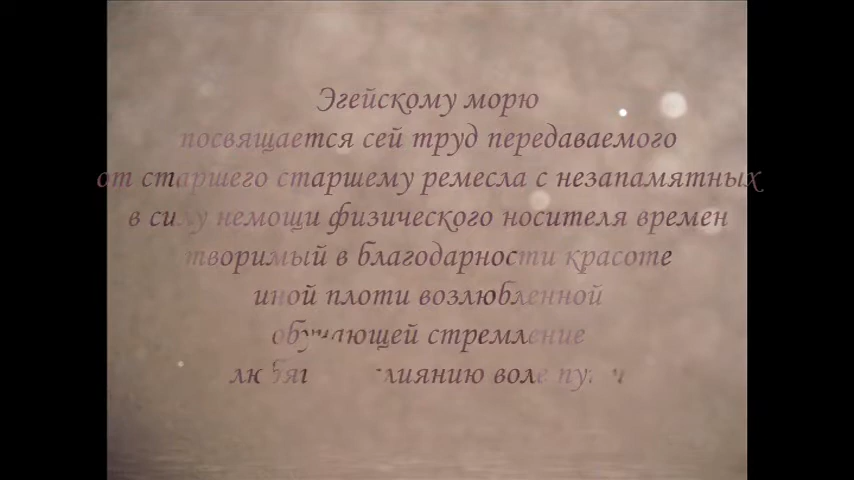 Эгейскому морю
посвящается сей труд передаваемого
от старшего старшему ремесла с незапамятных
в силу немощи физического носителя времен
творимый в благодарности красоте
иной плоти возлюбленной
обучающей стремление
воле